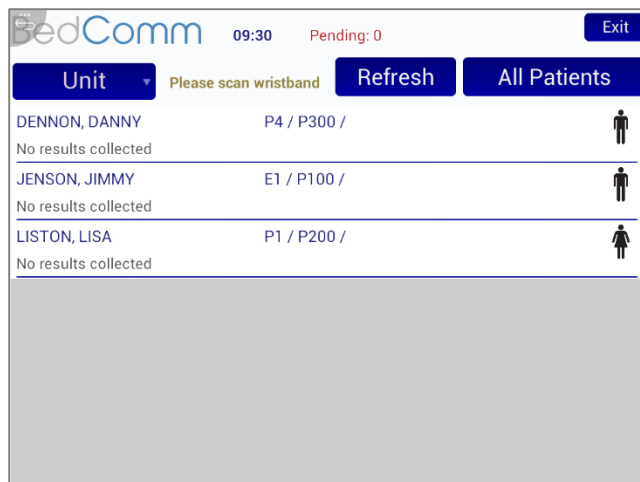 BedComm 09:30 Pending: 0 Exit
Unit Please scan wristband Refresh All Patients
DENNON, DANNY P4 / P300 /
No results collected
JENSON, JIMMY E1 / P100 /
No results collected
LISTON, LISA P1 / P200 /
No results collected